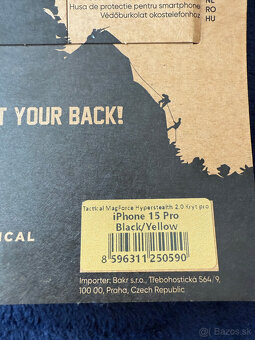 Husa de protectie pentru smartphone
Védőburkolat okostelefonhoz
RO
HU
T YOUR BACK!
ICAL
Tactical MagForce Hyperstealth 2.0 Kryt pro
iPhone 15 Pro
Black/Yellow
8 596311 250590
Importer: Bakr s.r.o., Třebohostická 564/9,
100 00, Praha, Czech Republic
bazos.sk